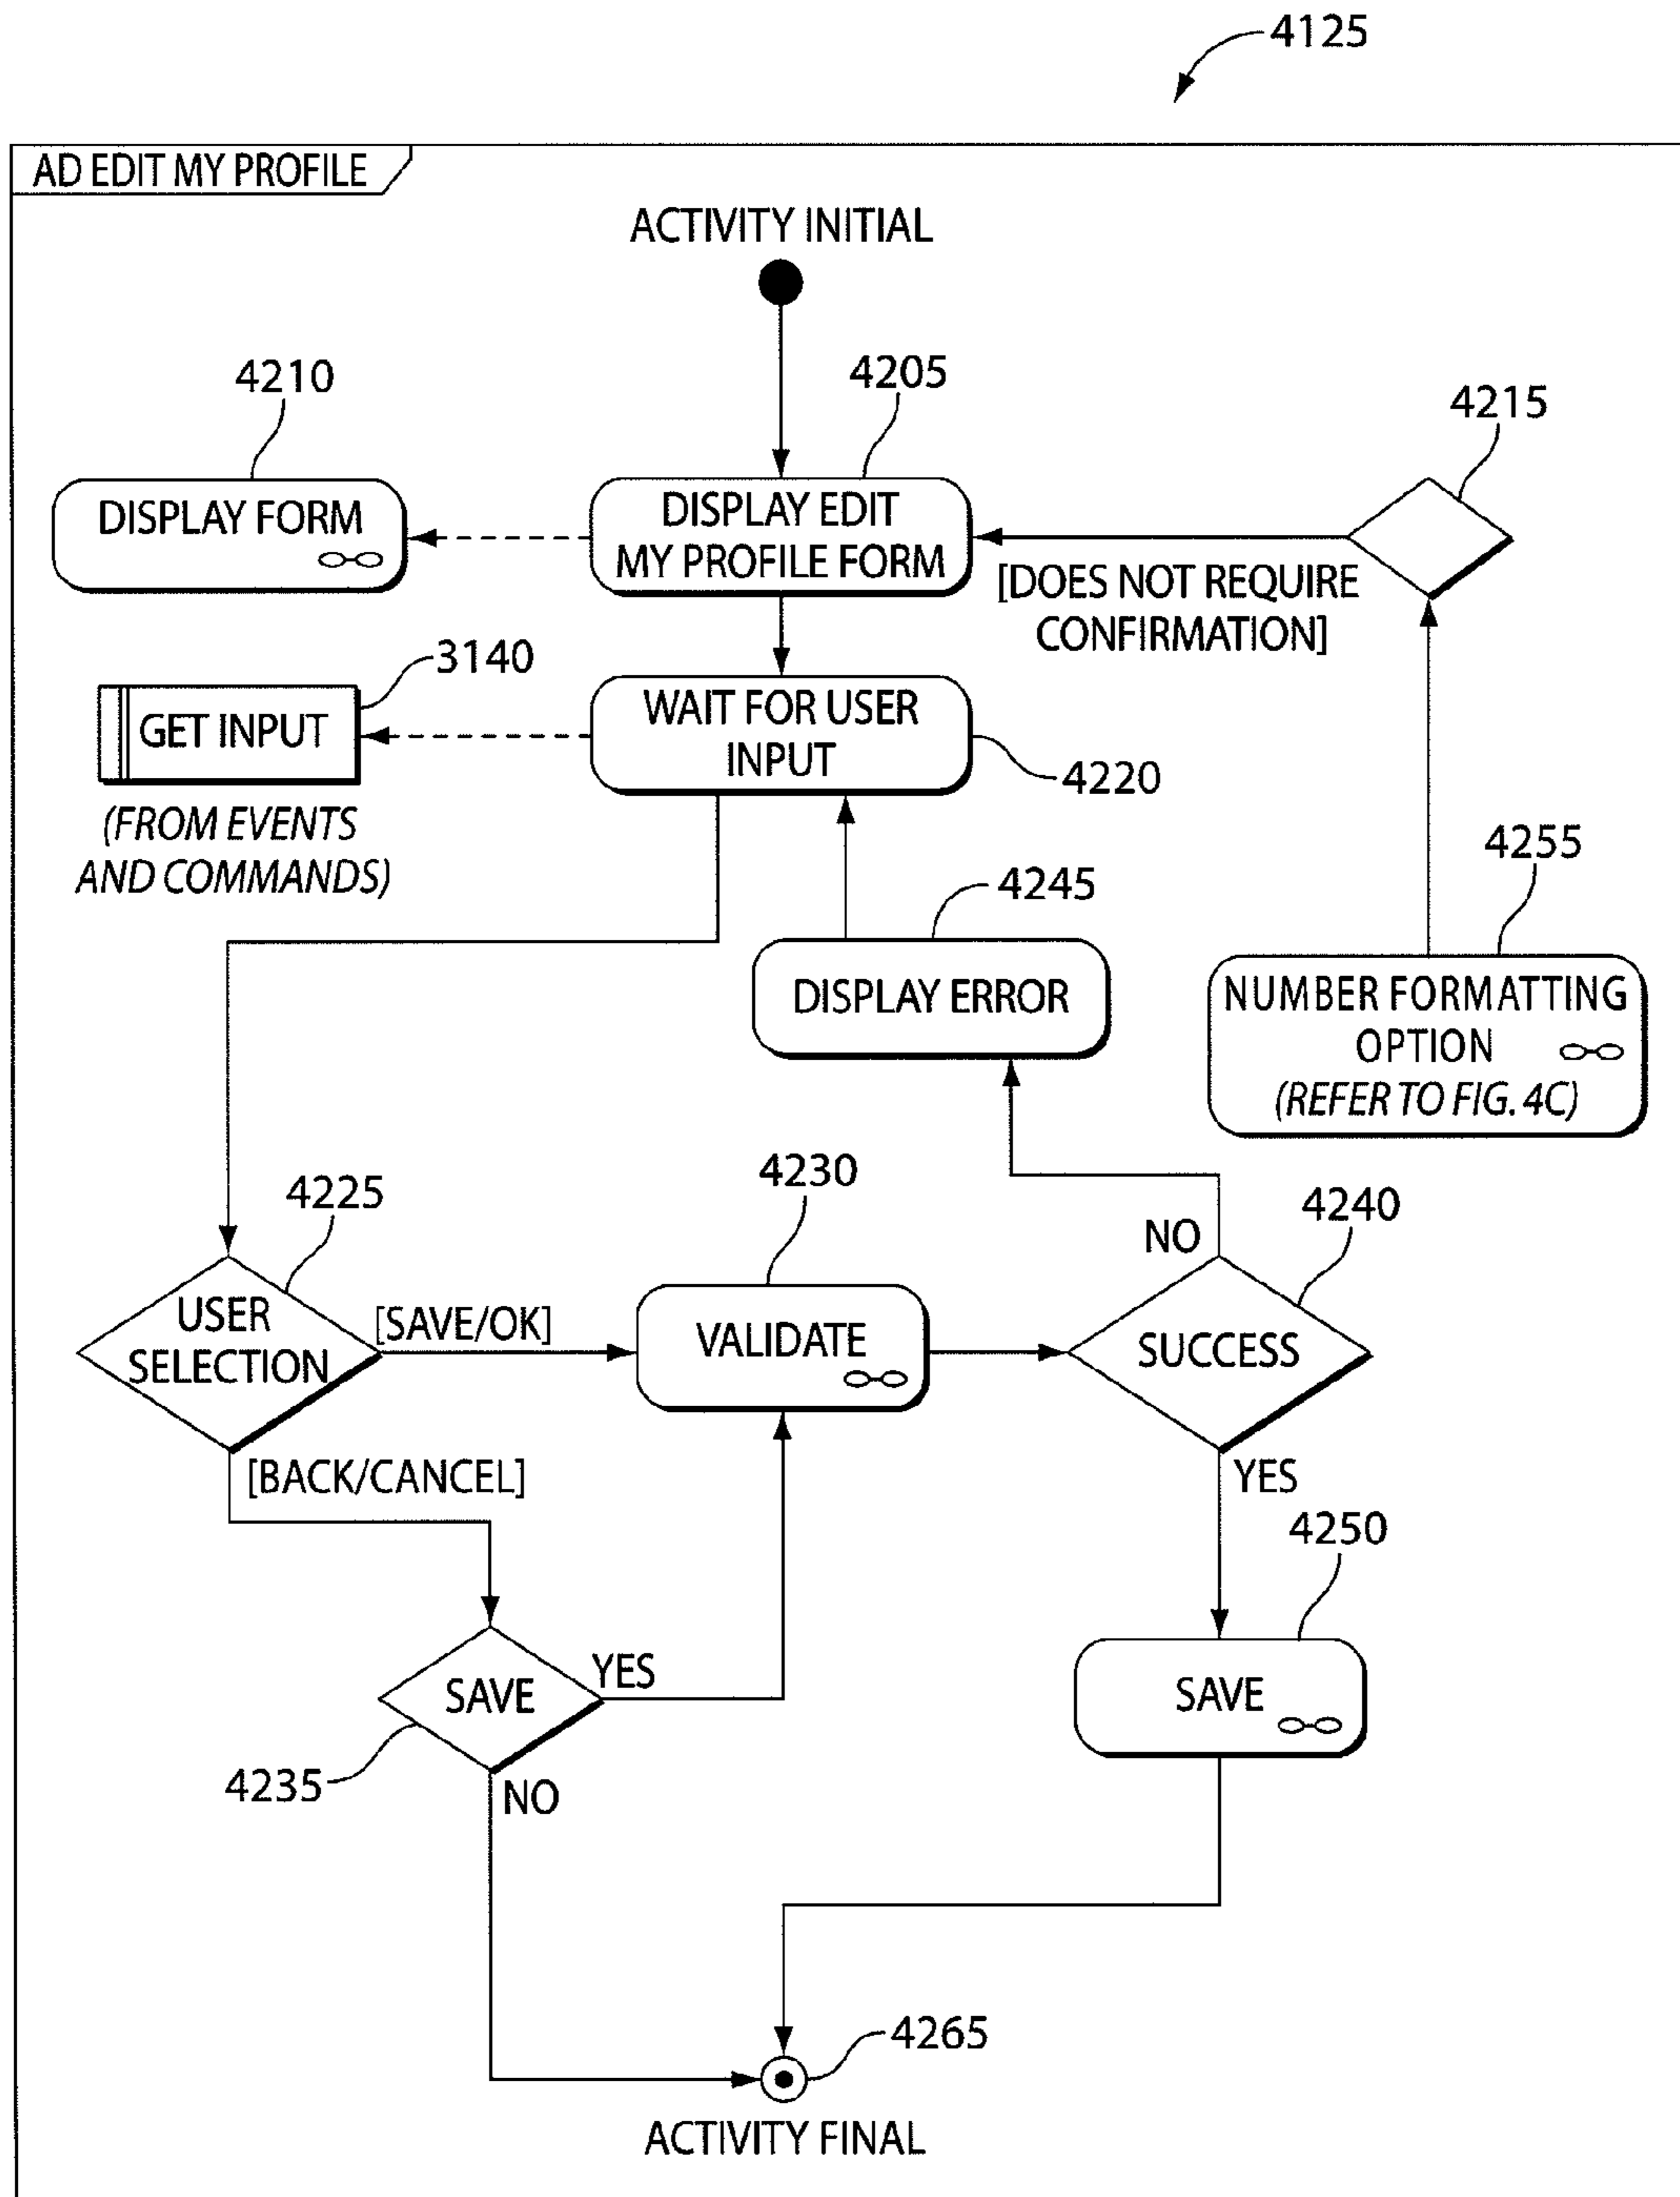 4125
AD EDIT MY PROFILE
ACTIVITY INITIAL
4210
4205
4215
DISPLAY FORM
DISPLAY EDIT
MY PROFILE FORM
[DOES NOT REQUIRE
CONFIRMATION]
3140
GET INPUT
(FROM EVENTS
AND COMMANDS)
WAIT FOR USER
INPUT
4220
4245
4255
DISPLAY ERROR
NUMBER FORMATTING
OPTION
(REFER TO FIG. 4C)
4225
4230
4240
NO
USER
SELECTION
[SAVE/OK]
VALIDATE
SUCCESS
[BACK/CANCEL]
YES
4250
SAVE
YES
SAVE
4235
NO
4265
ACTIVITY FINAL